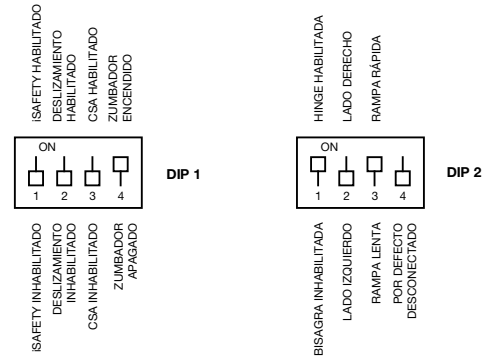 iSAFETY HABILITADO
DESLIZAMIENTO
HABILITADO
CSA HABILITADO
ZUMBADOR
ENCENDIDO
ON
1 2 3 4
DIP 1
iSAFETY INHABILITADO
DESLIZAMIENTO
INHABILITADO
CSA INHABILITADO
ZUMBADOR
APAGADO
HINGE HABILITADA
LADO DERECHO
RAMPA RÁPIDA
ON
1 2 3 4
DIP 2
BISAGRA INHABILITADA
LADO IZQUIERDO
RAMPA LENTA
POR DEFECTO
DESCONECTADO